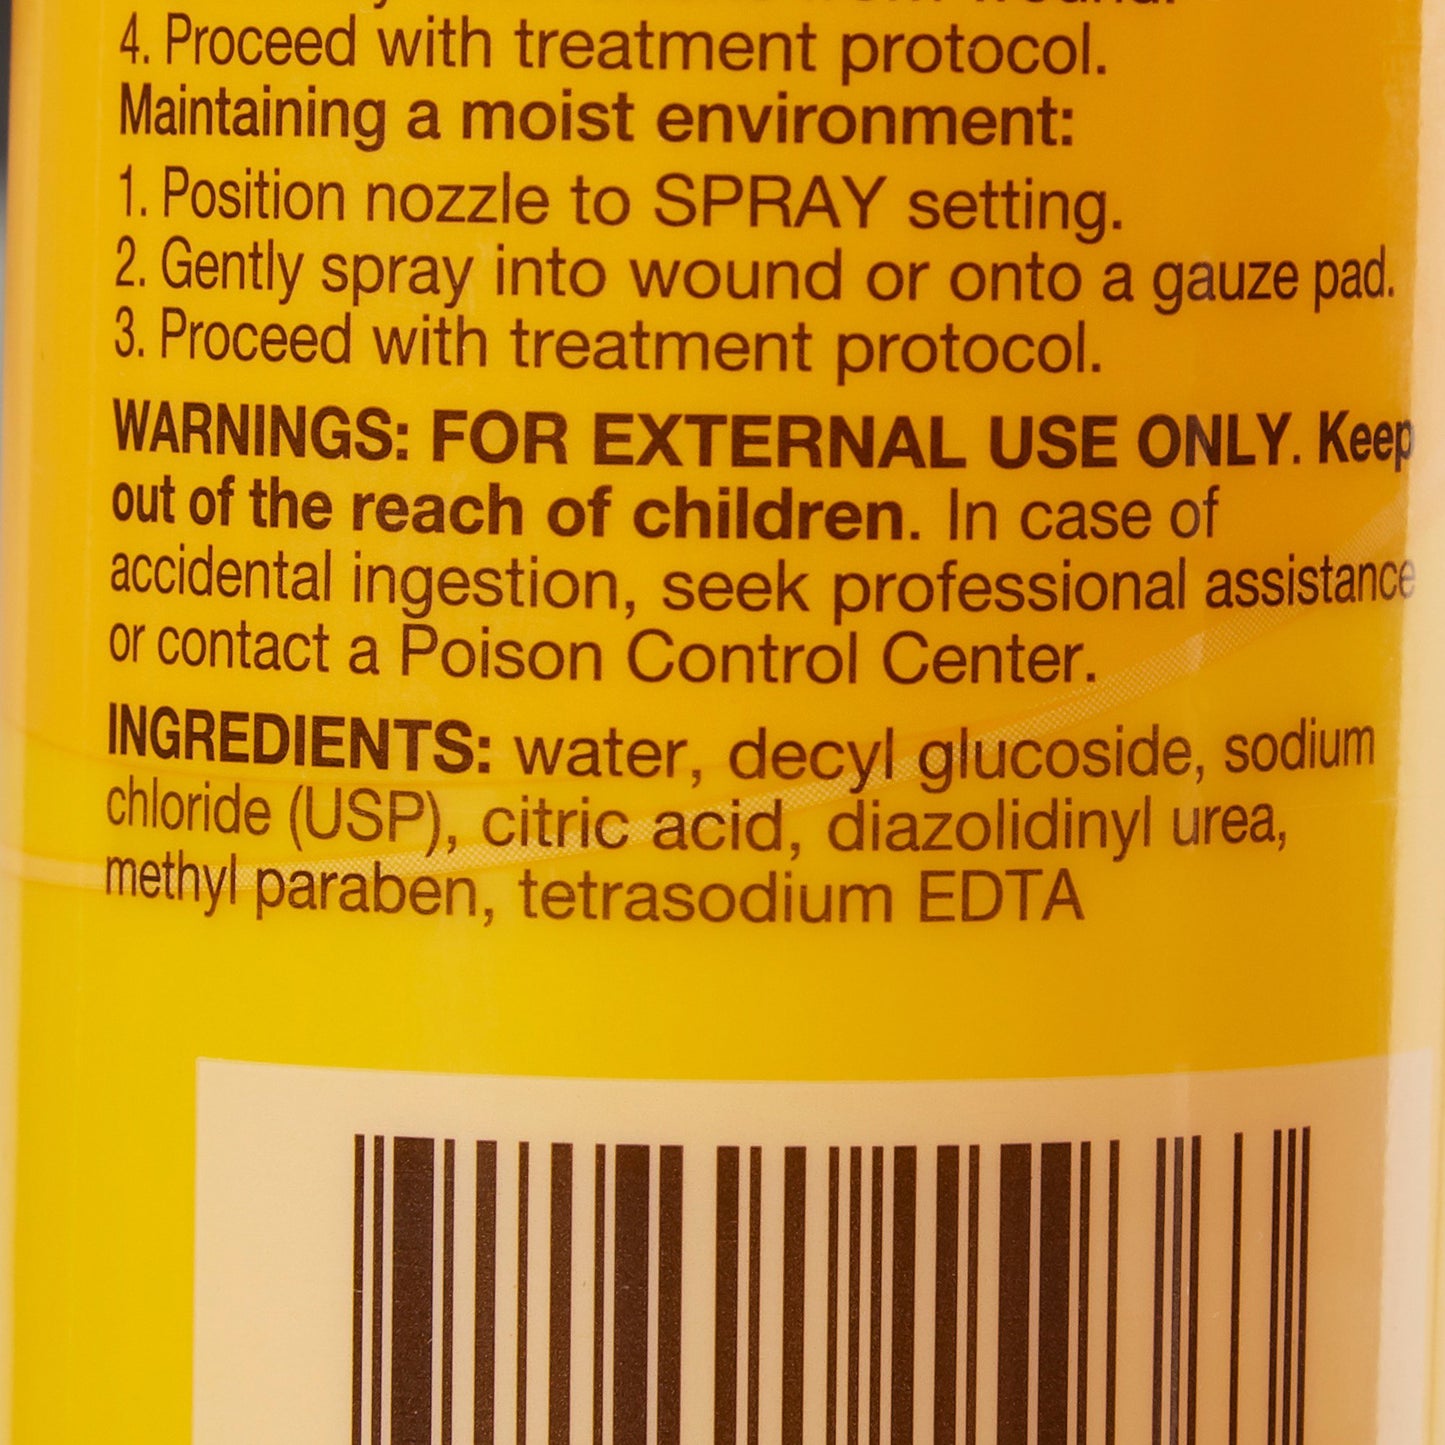 4. Proceed with treatment protocol.
Maintaining a moist environment:
1. Position nozzle to SPRAY setting.
2. Gently spray into wound or onto a gauze pad.
3. Proceed with treatment protocol.
WARNINGS: FOR EXTERNAL USE ONLY. Keep
out of the reach of children. In case of
accidental ingestion, seek professional assistance
or contact a Poison Control Center.
INGREDIENTS: water, decyl glucoside, sodium
chloride (USP), citric acid, diazolidinyl urea,
methyl paraben, tetrasodium EDTA